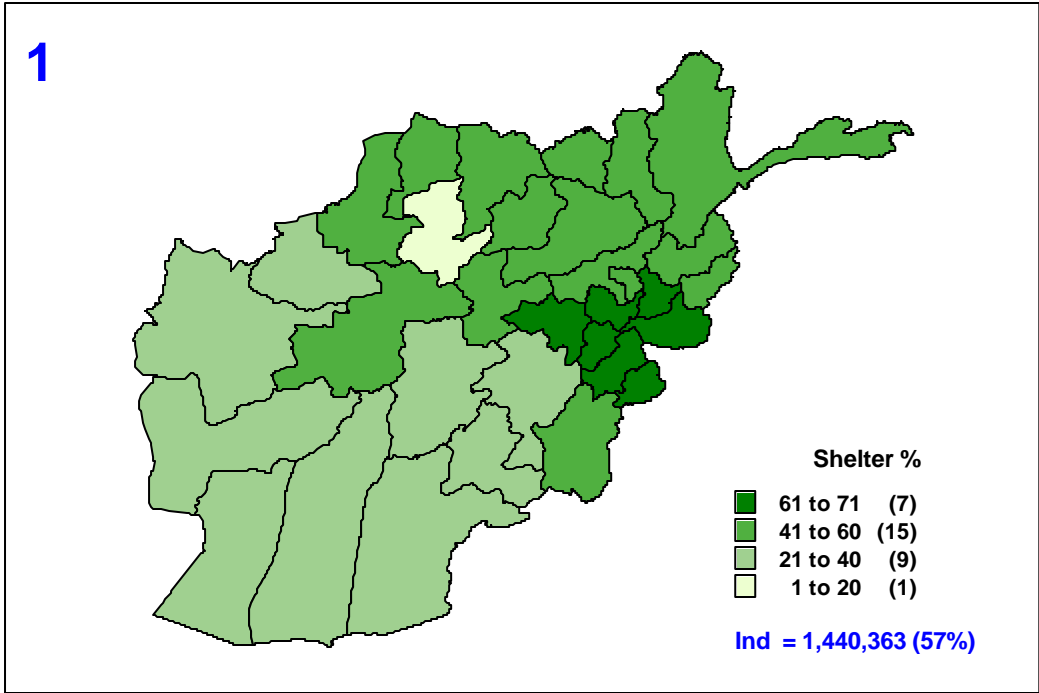 1
Shelter %
61 to 71 (7)
41 to 60 (15)
21 to 40 (9)
1 to 20 (1)
Ind = 1,440,363 (57%)